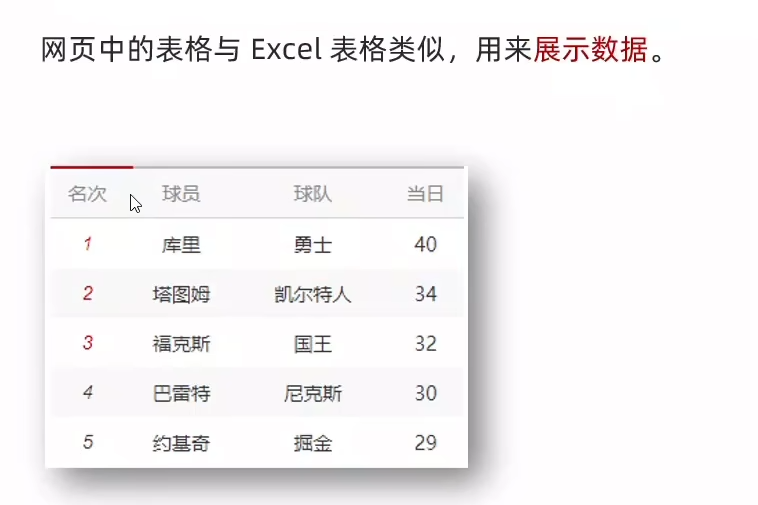 网页中的表格与 Excel 表格类似，用来展示数据。
名次 球员 球队 当日
1 库里 勇士 40
2 塔图姆 凯尔特人 34
3 福克斯 国王 32
4 巴雷特 尼克斯 30
5 约基奇 掘金 29